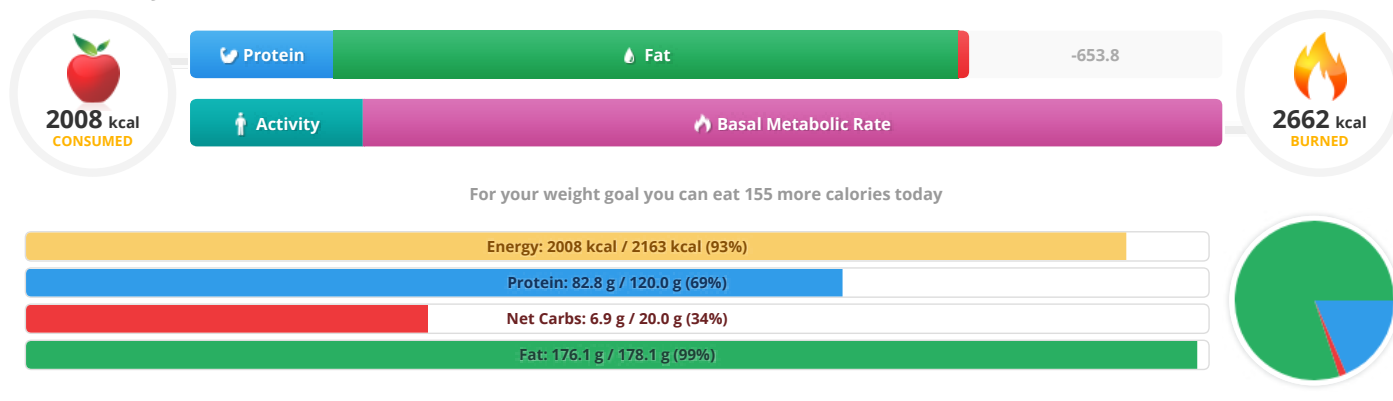 Protein
Fat
-653.8
2008 kcal
CONSUMED
2662 kcal
BURNED
Activity
Basal Metabolic Rate
For your weight goal you can eat 155 more calories today
Energy: 2008 kcal / 2163 kcal (93%)
Protein: 82.8 g / 120.0 g (69%)
Net Carbs: 6.9 g / 20.0 g (34%)
Fat: 176.1 g / 178.1 g (99%)